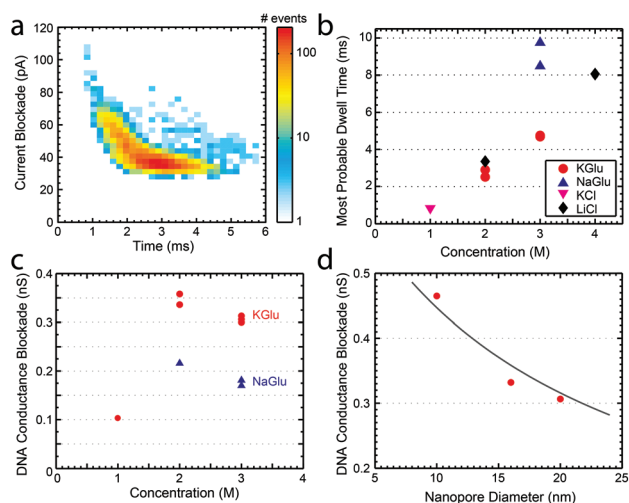 a
# events
100
10
1
Current Blockade (pA)
120
100
80
60
40
20
0
0 1 2 3 4 5 6
Time (ms)
b
Most Probable Dwell Time (ms)
10
8
6
4
2
0
0 1 2 3 4
Concentration (M)
KGlu
NaGlu
KCl
LiCl
c
DNA Conductance Blockade (nS)
0.4
0.3
0.2
0.1
0
0 1 2 3 4
Concentration (M)
KGlu
NaGlu
d
DNA Conductance Blockade (nS)
0.5
0.4
0.3
0.2
5 10 15 20 25
Nanopore Diameter (nm)